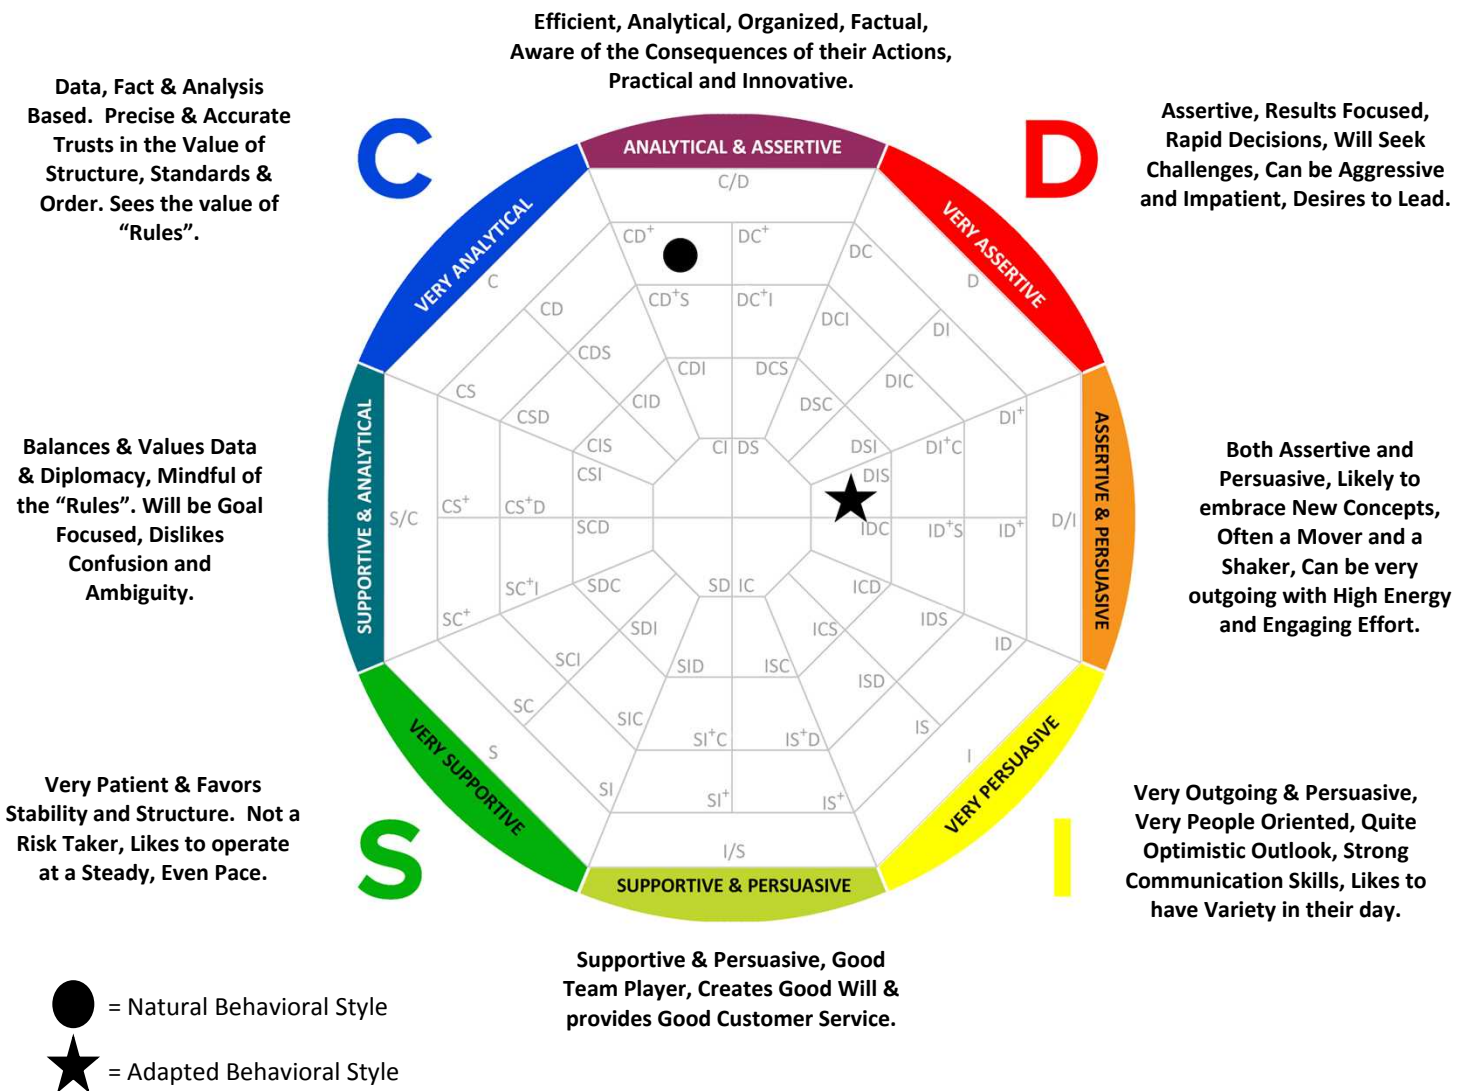 Efficient, Analytical, Organized, Factual,
Aware of the Consequences of their Actions,
Practical and Innovative.
Data, Fact & Analysis
Based.  Precise & Accurate
Trusts in the Value of
Structure, Standards &
Order. Sees the value of
“Rules”.
C
D
Assertive, Results Focused,
Rapid Decisions, Will Seek
Challenges, Can be Aggressive
and Impatient, Desires to Lead.
ANALYTICAL & ASSERTIVE
VERY ANALYTICAL
VERY ASSERTIVE
C/D
CD+
DC+
DC
C
D
CD
CD+S
DC+I
DCI
DI
CDS
CDI
DCS
DIC
CS
CID
DSC
DI+
CSD
CIS
CI
DS
DSI
DI+C
CSI
DIS
Balances & Values Data
& Diplomacy, Mindful of
the “Rules”. Will be Goal
Focused, Dislikes
Confusion and
Ambiguity.
SUPPORTIVE & ANALYTICAL
ASSERTIVE & PERSUASIVE
Both Assertive and
Persuasive, Likely to
embrace New Concepts,
Often a Mover and a
Shaker, Can be very
outgoing with High Energy
and Engaging Effort.
S/C
CS+
CS+D
D/I
SCD
IDC
ID+S
ID+
SC+I
SDC
SD
IC
ICD
SC+
SDI
ICS
IDS
ID
SCI
SID
ISC
ISD
SC
SIC
SI+C
IS+D
IS
S
I
SI
SI+
IS+
I/S
VERY SUPPORTIVE
VERY PERSUASIVE
SUPPORTIVE & PERSUASIVE
Very Patient & Favors
Stability and Structure.  Not a
Risk Taker, Likes to operate
at a Steady, Even Pace.
S
I
Very Outgoing & Persuasive,
Very People Oriented, Quite
Optimistic Outlook, Strong
Communication Skills, Likes to
have Variety in their day.
Supportive & Persuasive, Good
Team Player, Creates Good Will &
provides Good Customer Service.
= Natural Behavioral Style
= Adapted Behavioral Style